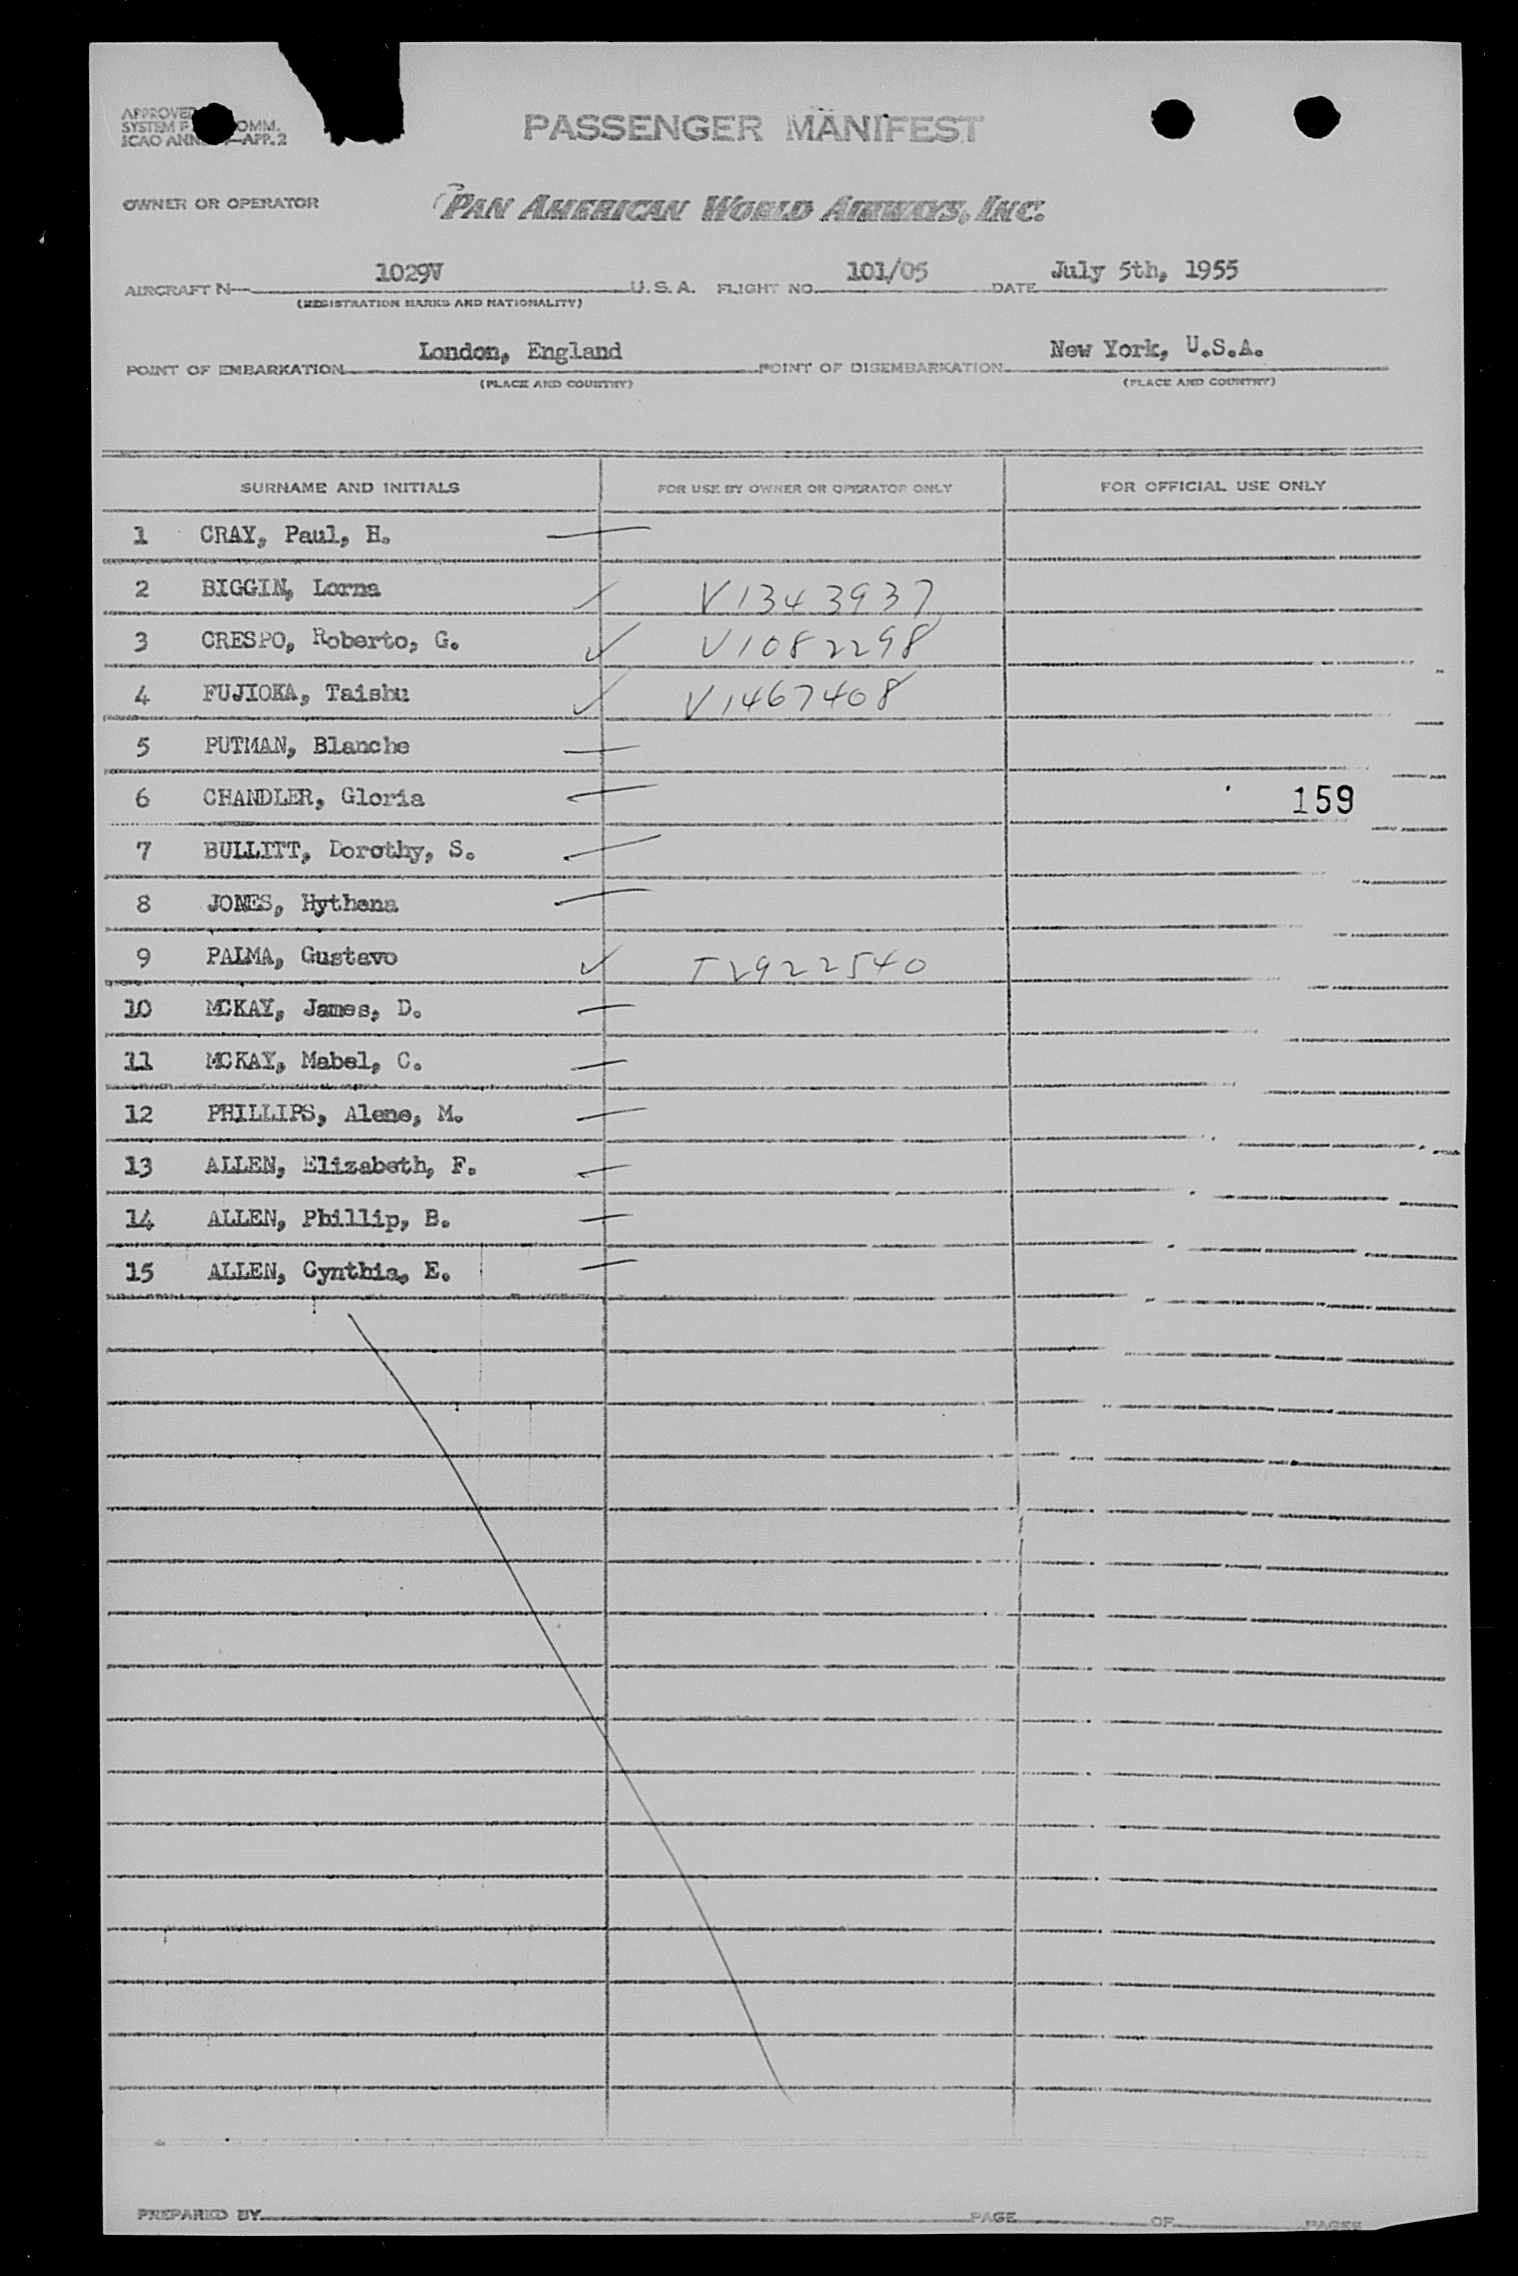 APPROVED
SYSTEM F OMM.
ICAO ANNE —APP. 2
PASSENGER MANIFEST
OWNER OR OPERATOR
PAN AMERICAN WORLD AIRWAYS, INC.
AIRCRAFT N— 1029V U.S.A. FLIGHT NO. 101/05 DATE July 5th, 1955
(REGISTRATION MARKS AND NATIONALITY)
POINT OF EMBARKATION London, England POINT OF DISEMBARKATION New York, U.S.A.
(PLACE AND COUNTRY) (PLACE AND COUNTRY)
SURNAME AND INITIALS FOR USE BY OWNER OR OPERATOR ONLY FOR OFFICIAL USE ONLY
1 CRAY, Paul, H.
2 BIGGIN, Lorna V1343937
3 CRESPO, Roberto, G. V1082298
4 FUJIOKA, Taishu V1467408
5 PUTMAN, Blanche
6 CHANDLER, Gloria 159
7 BULLITT, Dorothy, S.
8 JONES, Hythena
9 PALMA, Gustavo T2922540
10 MCKAY, James, D.
11 MCKAY, Mabel, C.
12 PHILLIPS, Alene, M.
13 ALLEN, Elizabeth, F.
14 ALLEN, Phillip, B.
15 ALLEN, Cynthia, E.
PREPARED BY PAGE OF PAGES